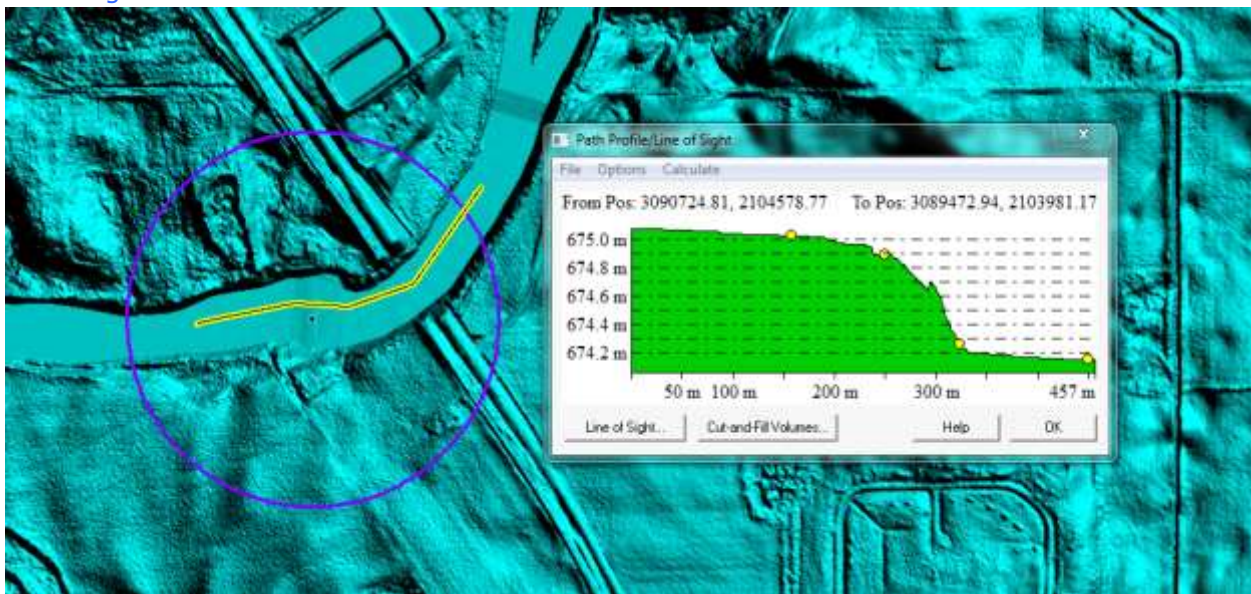 Path Profile/Line of Sight
File Options Calculate
From Pos: 3090724.81, 2104578.77 To Pos: 3089472.94, 2103981.17
675.0 m
674.8 m
674.6 m
674.4 m
674.2 m
50 m 100 m 200 m 300 m 457 m
Line of Sight... Cut-and-Fill Volumes... Help OK